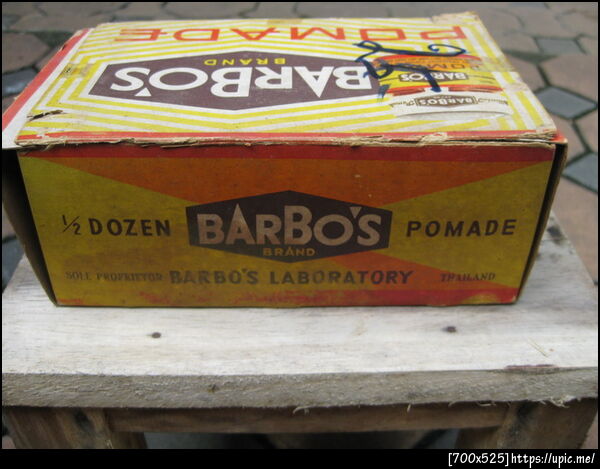 POMADE
BARBO'S
BRAND
BARBO'S
½ DOZEN BARBO'S POMADE
BRAND
SOLE PROPRIETOR BARBO'S LABORATORY THAILAND
[700x525]https://upic.me/